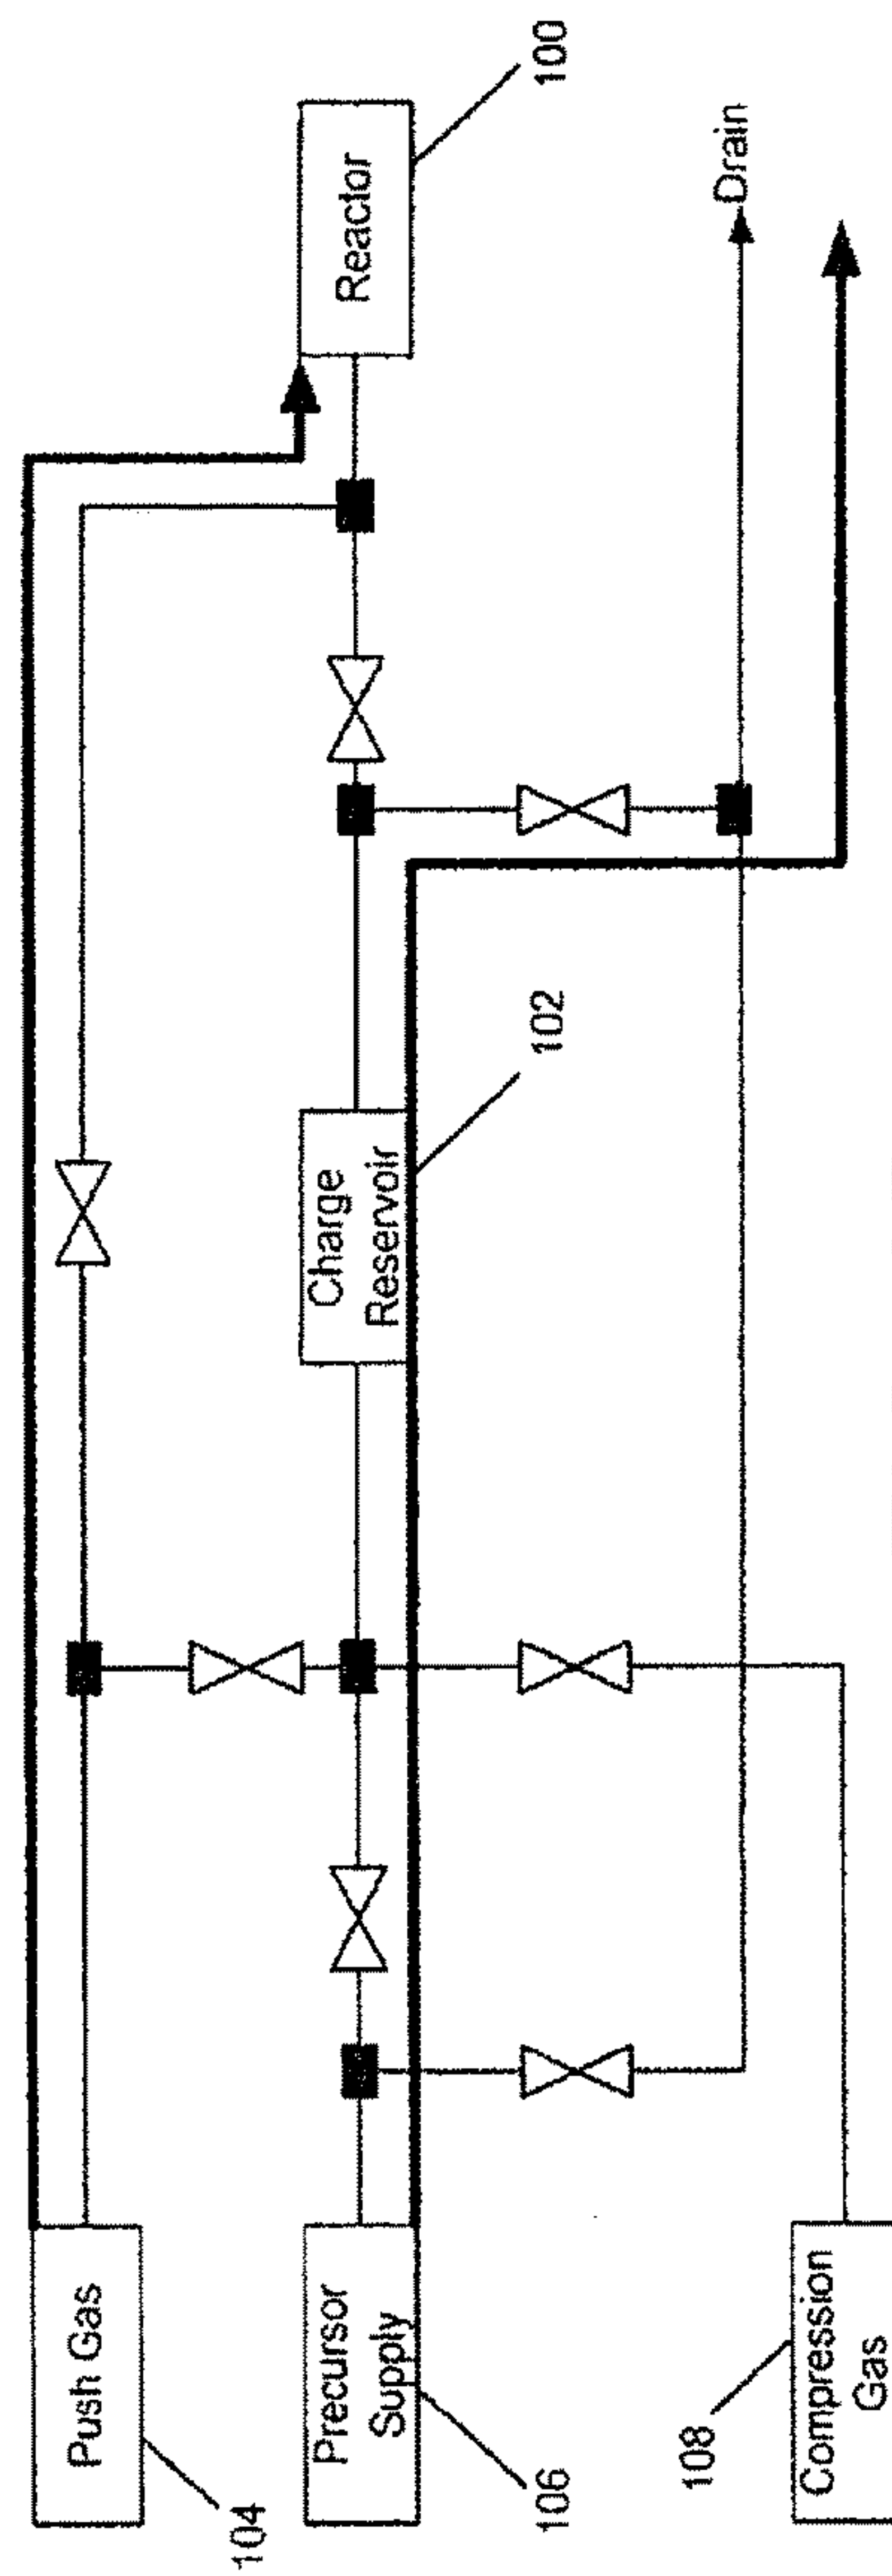 Push Gas
104
Precursor
Supply
106
Compression
Gas
108
Charge
Reservoir
102
Reactor
100
Drain